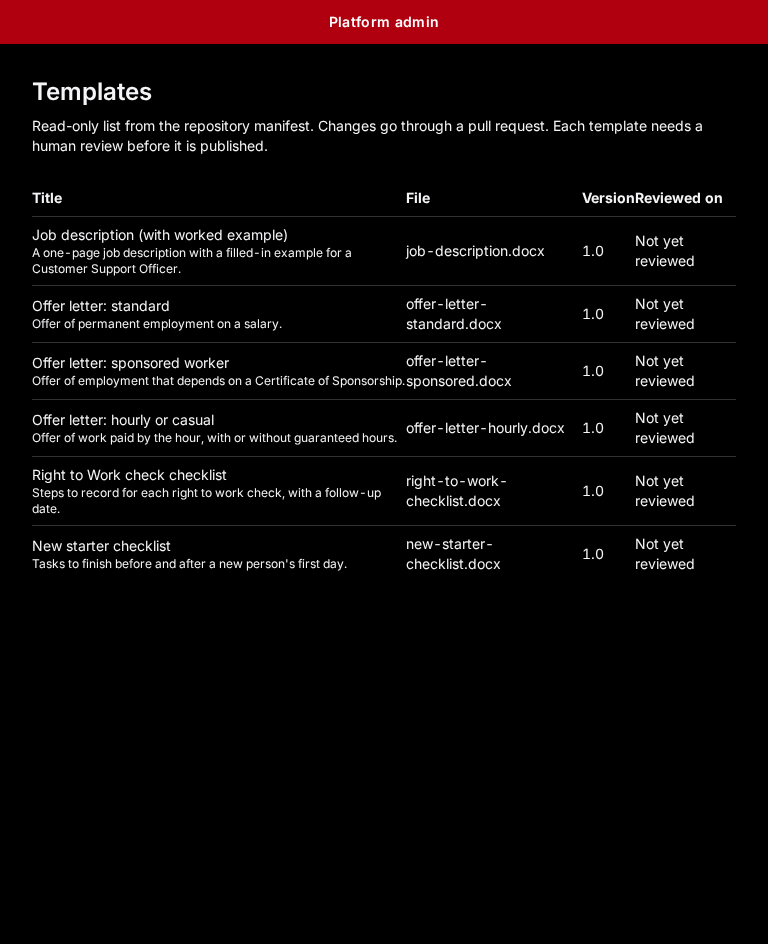 Platform admin
Templates
Read-only list from the repository manifest. Changes go through a pull request. Each template needs a
human review before it is published.
Title File Version Reviewed on
Job description (with worked example)
A one-page job description with a filled-in example for a
Customer Support Officer.
job-description.docx
1.0
Not yet
reviewed
Offer letter: standard
Offer of permanent employment on a salary.
offer-letter-
standard.docx
1.0
Not yet
reviewed
Offer letter: sponsored worker
Offer of employment that depends on a Certificate of Sponsorship.
offer-letter-
sponsored.docx
1.0
Not yet
reviewed
Offer letter: hourly or casual
Offer of work paid by the hour, with or without guaranteed hours.
offer-letter-hourly.docx
1.0
Not yet
reviewed
Right to Work check checklist
Steps to record for each right to work check, with a follow-up
date.
right-to-work-
checklist.docx
1.0
Not yet
reviewed
New starter checklist
Tasks to finish before and after a new person's first day.
new-starter-
checklist.docx
1.0
Not yet
reviewed